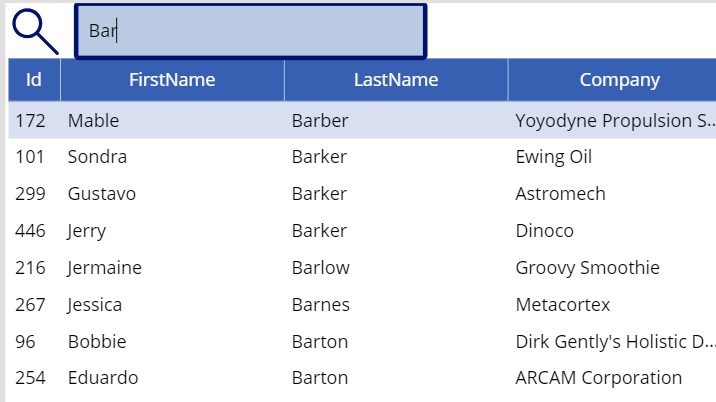 Bar
Id FirstName LastName Company
172 Mable Barber Yoyodyne Propulsion S...
101 Sondra Barker Ewing Oil
299 Gustavo Barker Astromech
446 Jerry Barker Dinoco
216 Jermaine Barlow Groovy Smoothie
267 Jessica Barnes Metacortex
96 Bobbie Barton Dirk Gently's Holistic D...
254 Eduardo Barton ARCAM Corporation